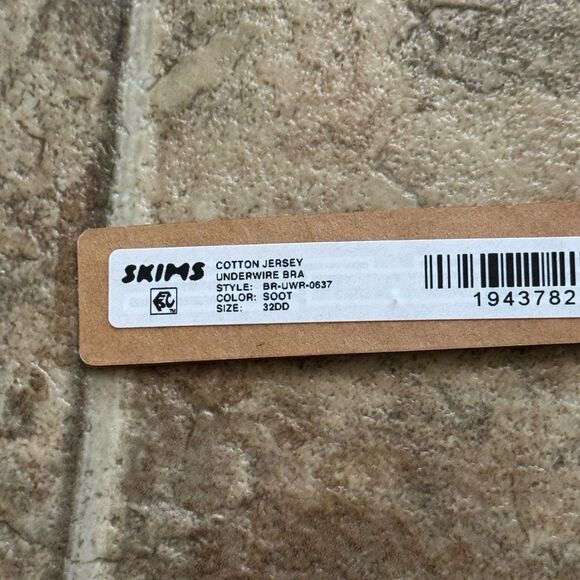 SKIMS
COTTON JERSEY
UNDERWIRE BRA
STYLE: BR-UWR-0637
COLOR: SOOT
SIZE: 32DD
1943782